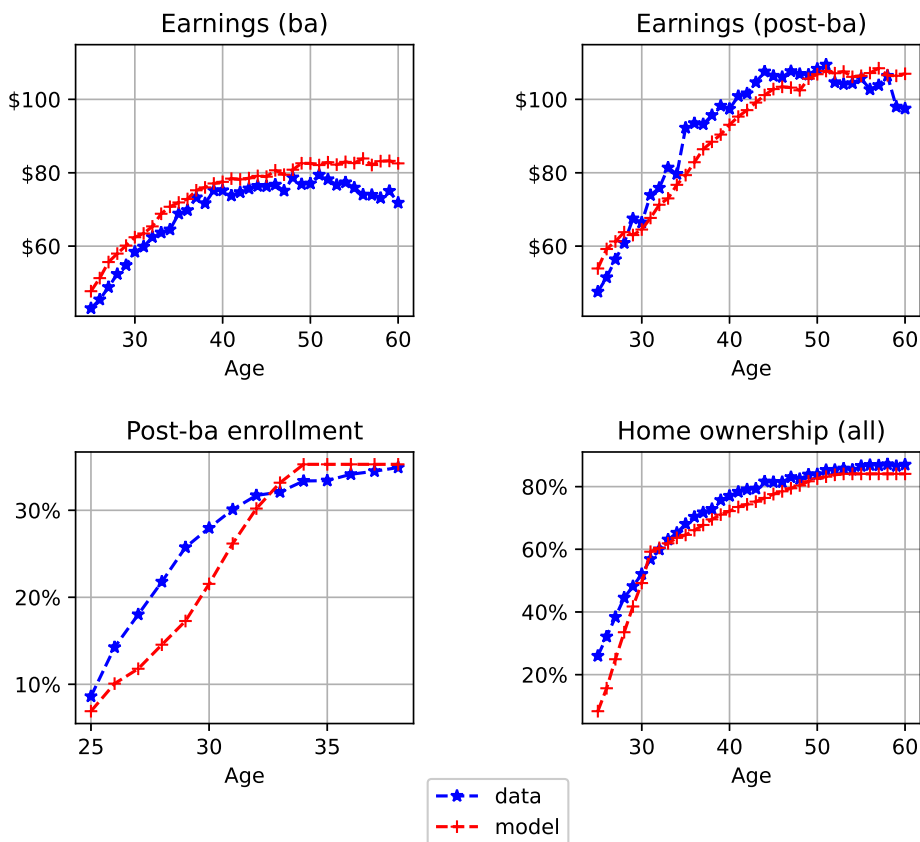 Earnings (ba)
$100
$80
$60
30 40 50 60
Age
Earnings (post-ba)
$100
$80
$60
30 40 50 60
Age
Post-ba enrollment
30%
20%
10%
25 30 35
Age
Home ownership (all)
80%
60%
40%
20%
30 40 50 60
Age
data
model